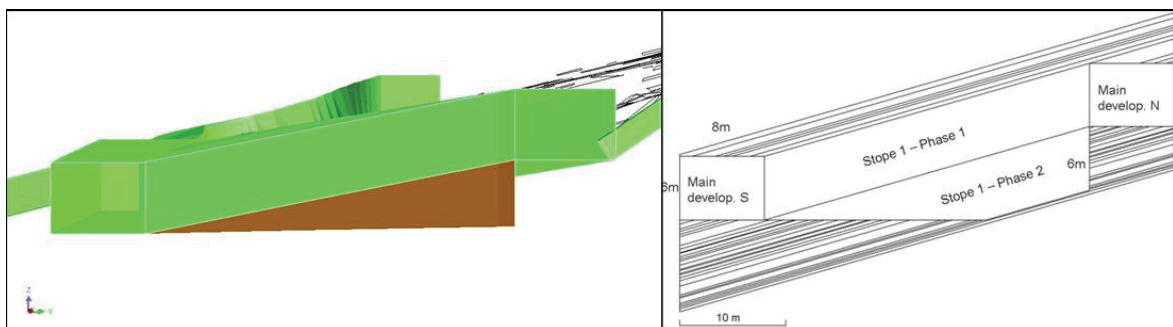 Z
Y
8m
Stope 1 – Phase 1
Main
develop. N
6m
Main
develop. S
6m
Stope 1 – Phase 2
10 m